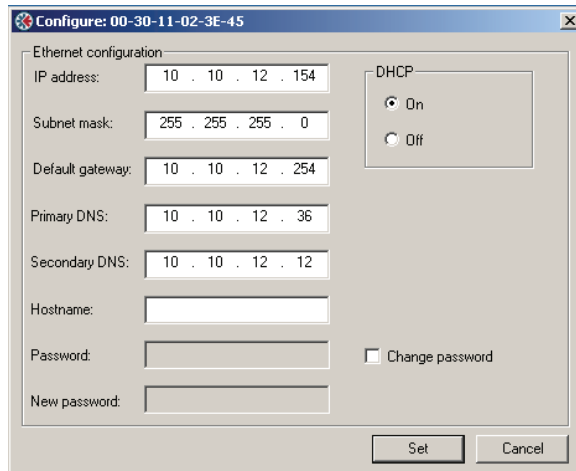 Configure: 00-30-11-02-3E-45
Ethernet configuration
IP address: 10 . 10 . 12 . 154
DHCP
On
Subnet mask: 255 . 255 . 255 . 0
Off
Default gateway: 10 . 10 . 12 . 254
Primary DNS: 10 . 10 . 12 . 36
Secondary DNS: 10 . 10 . 12 . 12
Hostname:
Password:
Change password
New password:
Set Cancel